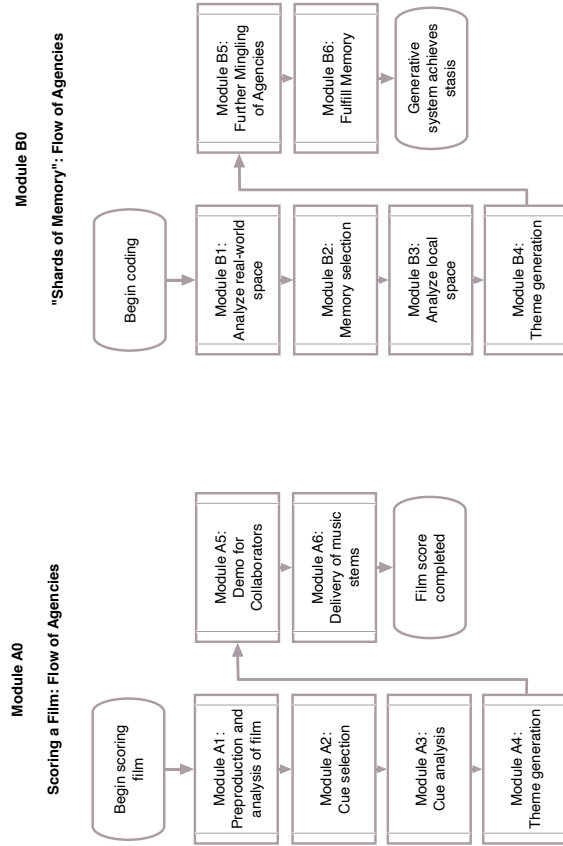 Module A0
Scoring a Film: Flow of Agencies
Begin scoring
film
Module A1:
Preproduction and
analysis of film
Module A2:
Cue selection
Module A3:
Cue analysis
Module A4:
Theme generation
Module A5:
Demo for
Collaborators
Module A6:
Delivery of music
stems
Film score
completed
Module B0
"Shards of Memory": Flow of Agencies
Begin coding
Module B1:
Analyze real-world
space
Module B2:
Memory selection
Module B3:
Analyze local
space
Module B4:
Theme generation
Module B5:
Further Mingling
of Agencies
Module B6:
Fulfill Memory
Generative
system achieves
stasis